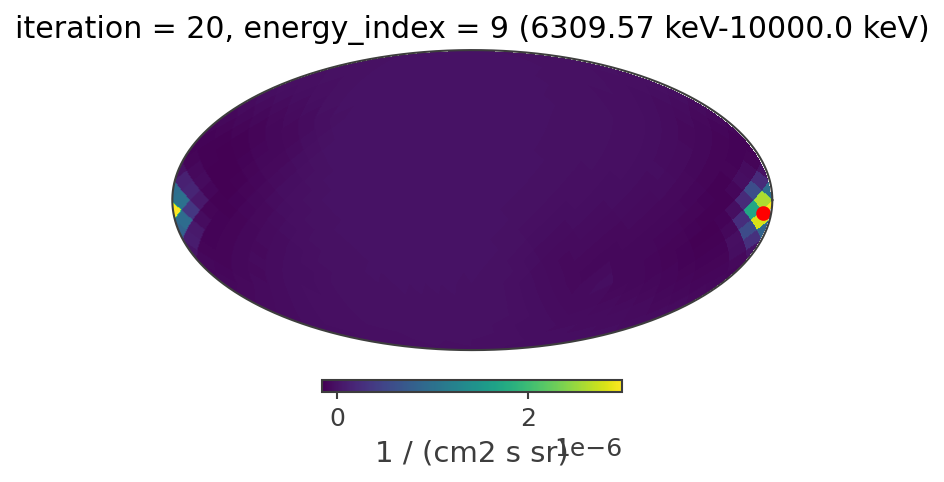 iteration = 20, energy_index = 9 (6309.57 keV-10000.0 keV)
0 2
1 / (cm2 s sr)
1e−6